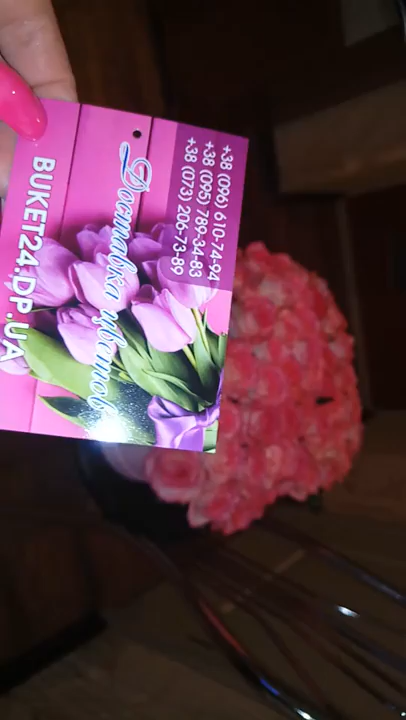 +38 (096) 610-74-94
+38 (095) 789-34-83
+38 (073) 206-73-89
Доставка цветов
BUKET24.DP.UA